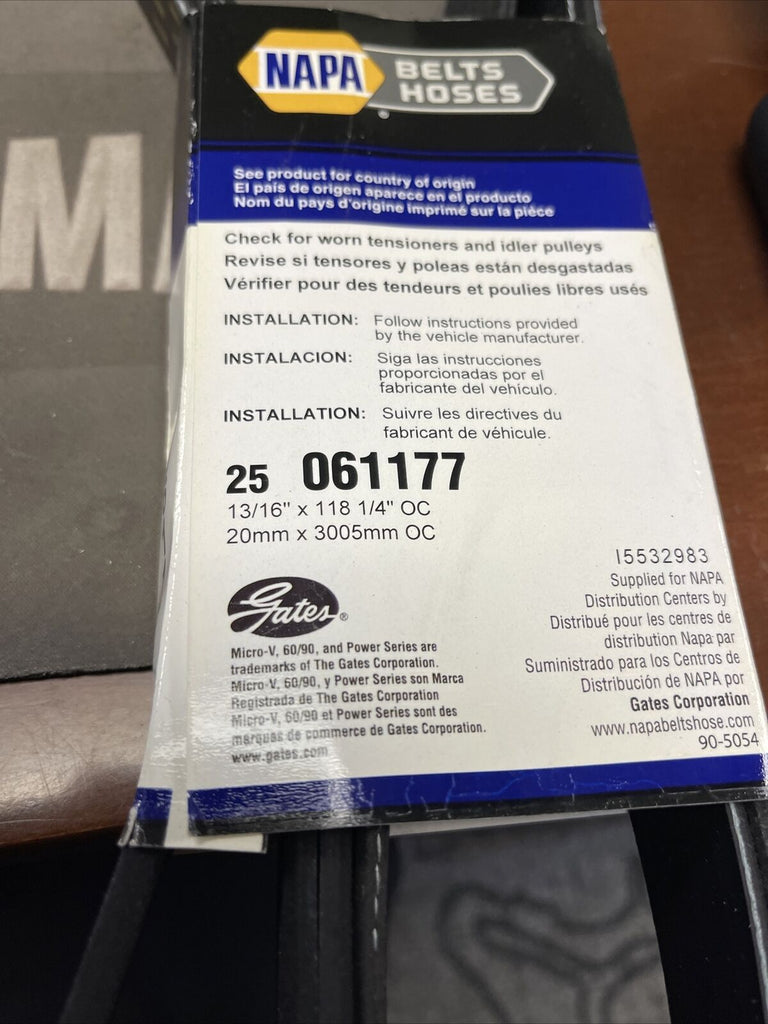 NAPA BELTS HOSES
See product for country of origin
El país de origen aparece en el producto
Nom du pays d'origine imprimé sur la pièce
Check for worn tensioners and idler pulleys
Revise si tensores y poleas están desgastadas
Vérifier pour des tendeurs et poulies libres usés
INSTALLATION: Follow instructions provided
by the vehicle manufacturer.
INSTALACION: Siga las instrucciones
proporcionadas por el
fabricante del vehículo.
INSTALLATION: Suivre les directives du
fabricant de véhicule.
25 061177
13/16" x 118 1/4" OC
20mm x 3005mm OC
Gates®
Micro-V, 60/90, and Power Series are
trademarks of The Gates Corporation.
Micro-V, 60/90, y Power Series son Marca
Registrada de The Gates Corporation
Micro-V, 60/90 et Power Series sont des
marques de commerce de Gates Corporation.
www.gates.com
I5532983
Supplied for NAPA
Distribution Centers by
Distribué pour les centres de
distribution Napa par
Suministrado para los Centros de
Distribución de NAPA por
Gates Corporation
www.napabeltshose.com
90-5054
M